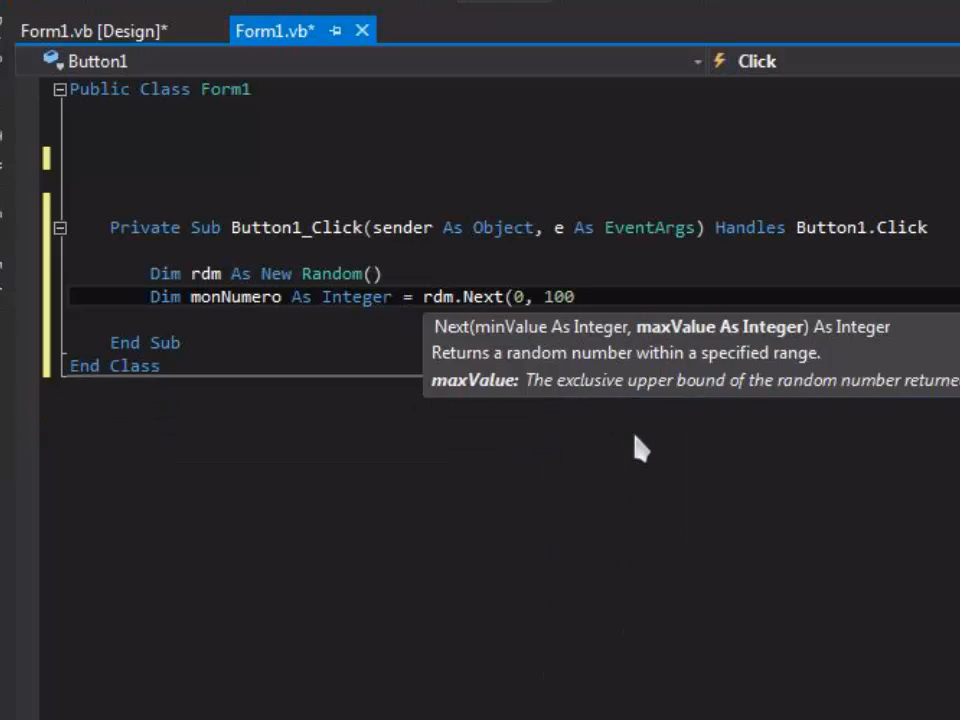 Form1.vb [Design]* Form1.vb*
Button1 Click
Public Class Form1
Private Sub Button1_Click(sender As Object, e As EventArgs) Handles Button1.Click
Dim rdm As New Random()
Dim monNumero As Integer = rdm.Next(0, 100
Next(minValue As Integer, maxValue As Integer) As Integer
Returns a random number within a specified range.
maxValue: The exclusive upper bound of the random number returne
End Sub
End Class